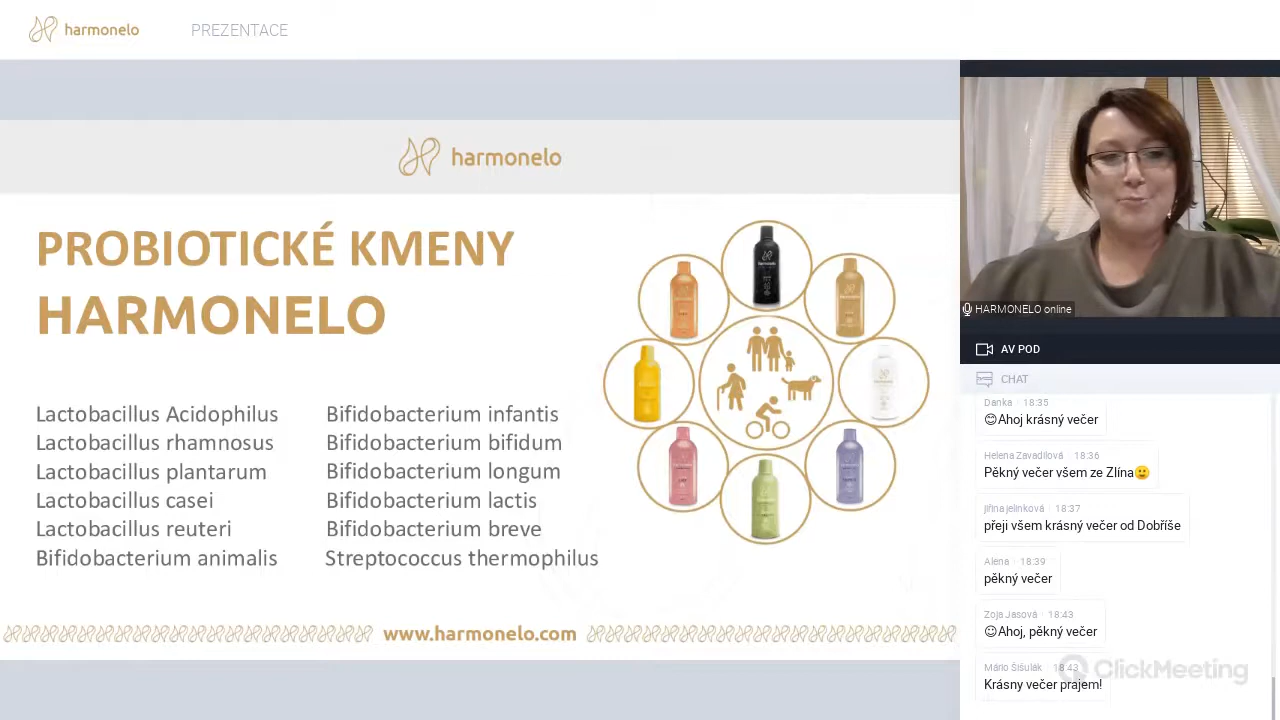 harmonelo
PREZENTACE
harmonelo
PROBIOTICKÉ KMENY
HARMONELO
Lactobacillus Acidophilus
Lactobacillus rhamnosus
Lactobacillus plantarum
Lactobacillus casei
Lactobacillus reuteri
Bifidobacterium animalis
Bifidobacterium infantis
Bifidobacterium bifidum
Bifidobacterium longum
Bifidobacterium lactis
Bifidobacterium breve
Streptococcus thermophilus
www.harmonelo.com
HARMONELO online
AV POD
CHAT
Danka · 18:35
😊Ahoj krásný večer
Helena Zavadilová · 18:36
Pěkný večer všem ze Zlína🙂
jiřina jelinková · 18:37
přeji všem krásný večer od Dobříše
Alena · 18:39
pěkný večer
Zoja Jasová · 18:43
😊Ahoj, pěkný večer
Mário Šišulák · 18:43
Krásny večer prajem!
ClickMeeting